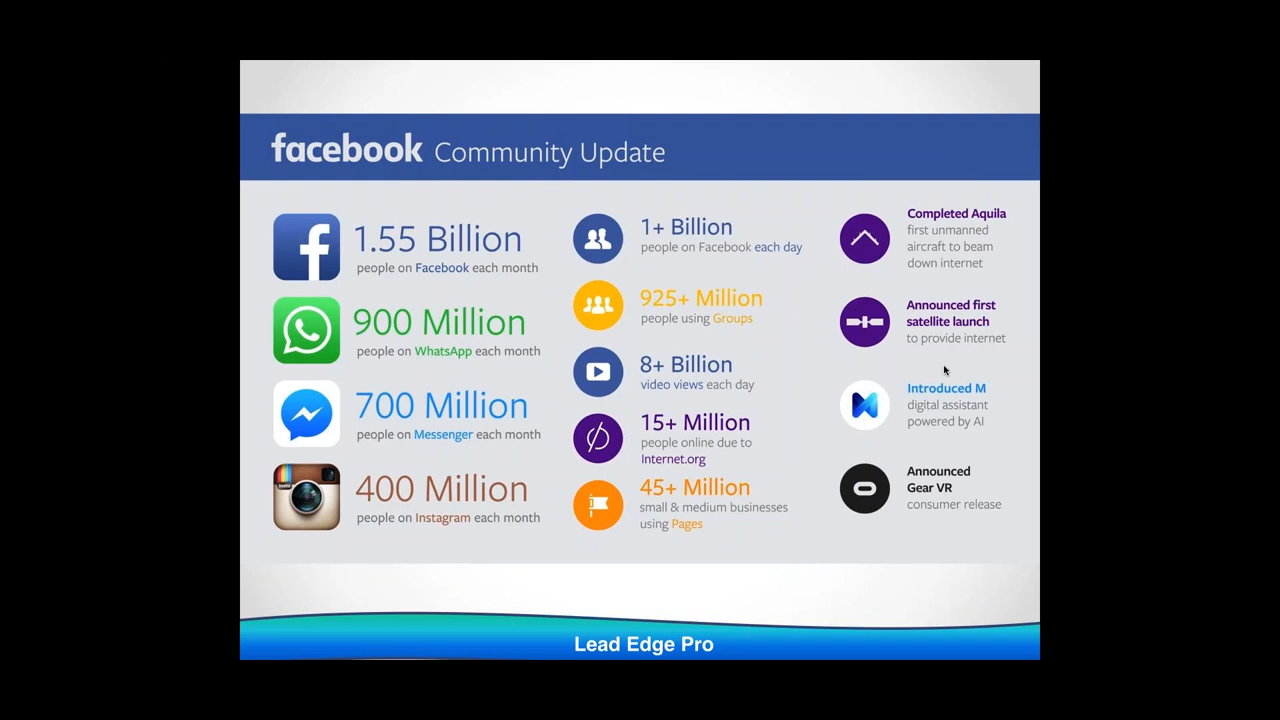 facebook Community Update
1.55 Billion
people on Facebook each month
900 Million
people on WhatsApp each month
700 Million
people on Messenger each month
400 Million
people on Instagram each month
1+ Billion
people on Facebook each day
925+ Million
people using Groups
8+ Billion
video views each day
15+ Million
people online due to
Internet.org
45+ Million
small & medium businesses
using Pages
Completed Aquila
first unmanned
aircraft to beam
down internet
Announced first
satellite launch
to provide internet
Introduced M
digital assistant
powered by AI
Announced
Gear VR
consumer release
Lead Edge Pro